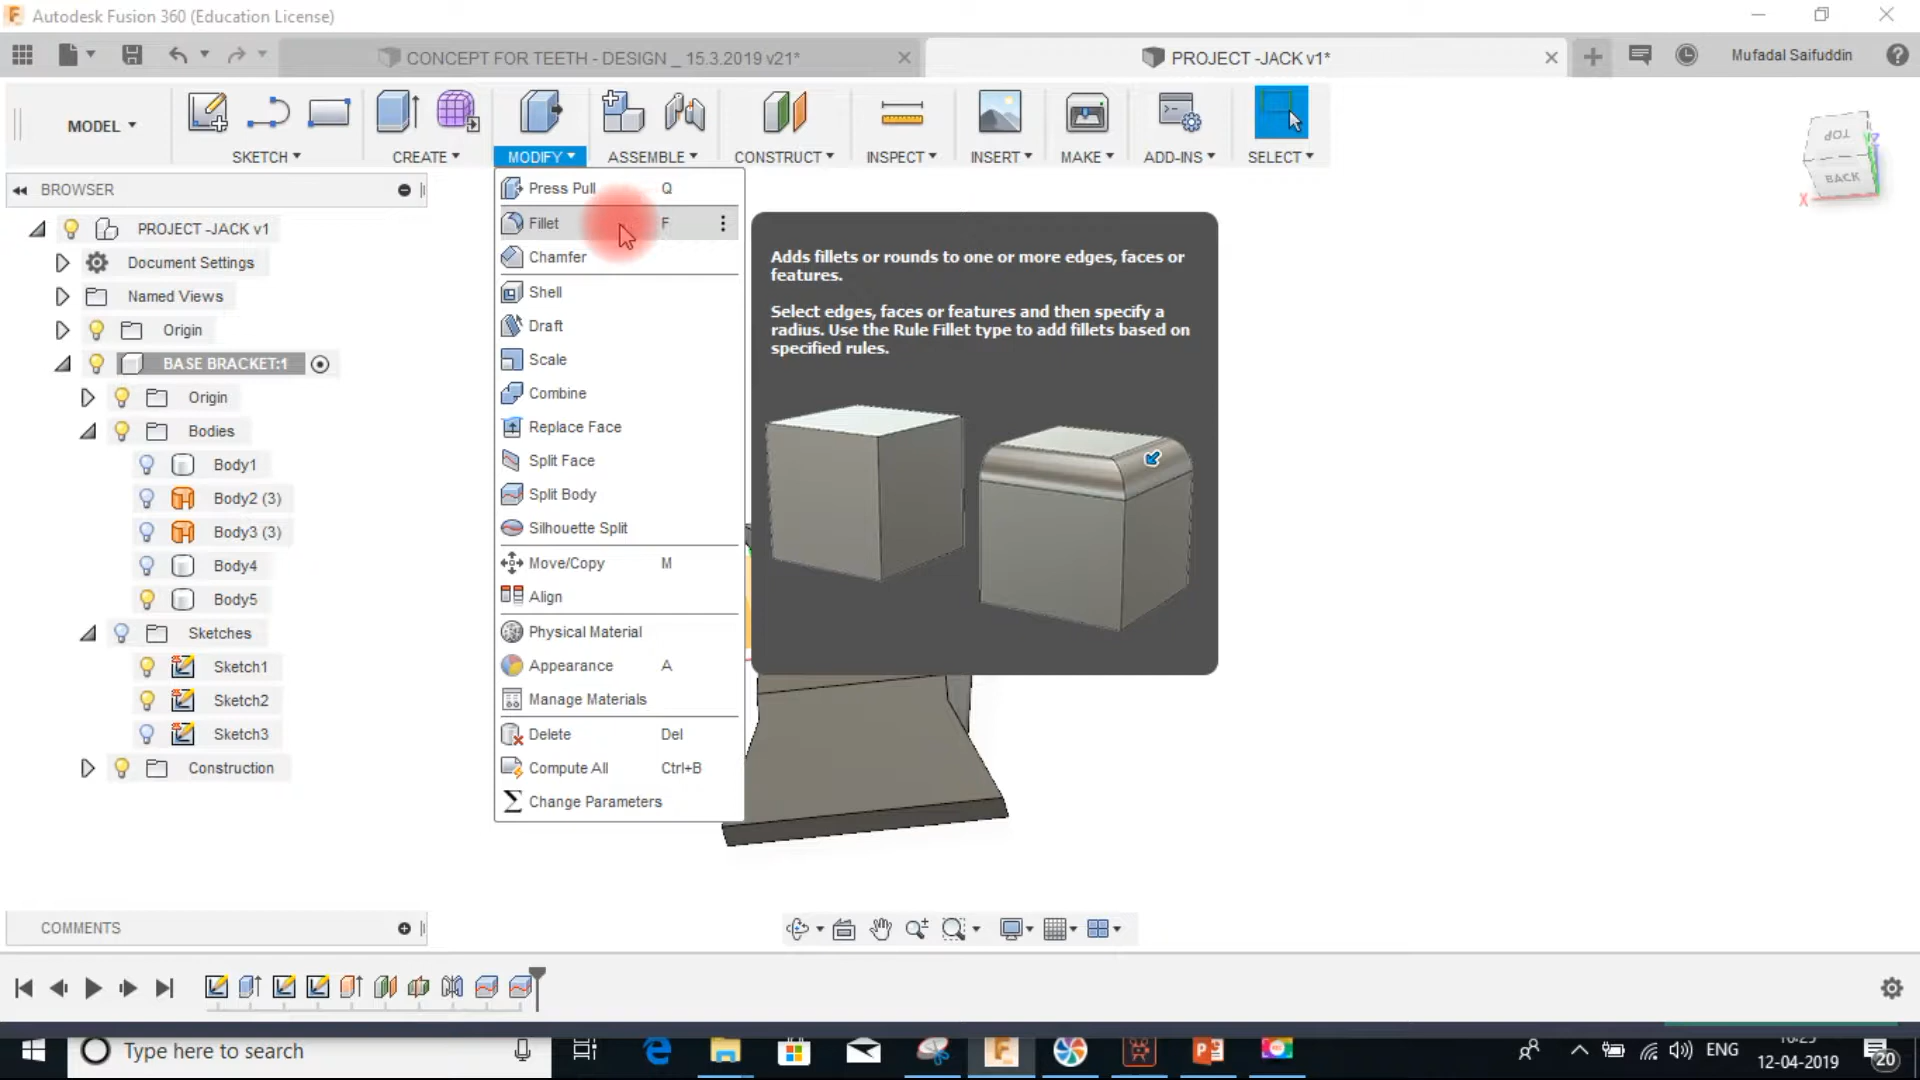 Autodesk Fusion 360 (Education License)
CONCEPT FOR TEETH - DESIGN _ 15.3.2019 v21*
PROJECT -JACK v1*
Mufadal Saifuddin
MODEL
SKETCH
CREATE
MODIFY
ASSEMBLE
CONSTRUCT
INSPECT
INSERT
MAKE
ADD-INS
SELECT
TOP
BACK
X
BROWSER
PROJECT -JACK v1
Document Settings
Named Views
Origin
BASE BRACKET:1
Origin
Bodies
Body1
Body2 (3)
Body3 (3)
Body4
Body5
Sketches
Sketch1
Sketch2
Sketch3
Construction
Press Pull Q
Fillet F
Chamfer
Shell
Draft
Scale
Combine
Replace Face
Split Face
Split Body
Silhouette Split
Move/Copy M
Align
Physical Material
Appearance A
Manage Materials
Delete Del
Compute All Ctrl+B
Change Parameters
Adds fillets or rounds to one or more edges, faces or
features.
Select edges, faces or features and then specify a
radius. Use the Rule Fillet type to add fillets based on
specified rules.
COMMENTS
Type here to search
ENG
12-04-2019
20